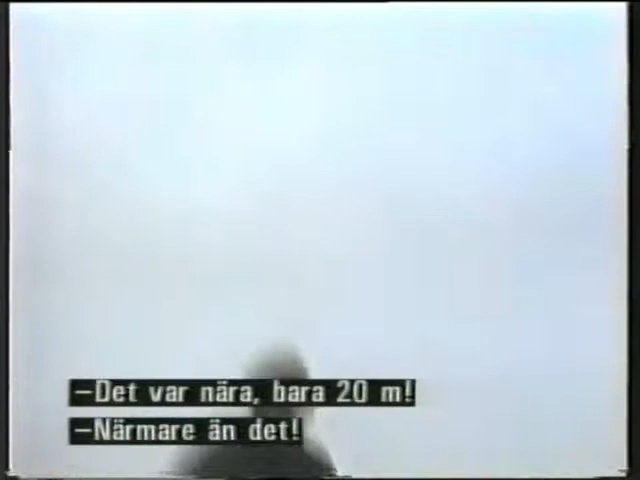 –Det var nära, bara 20 m!
–Närmare än det!